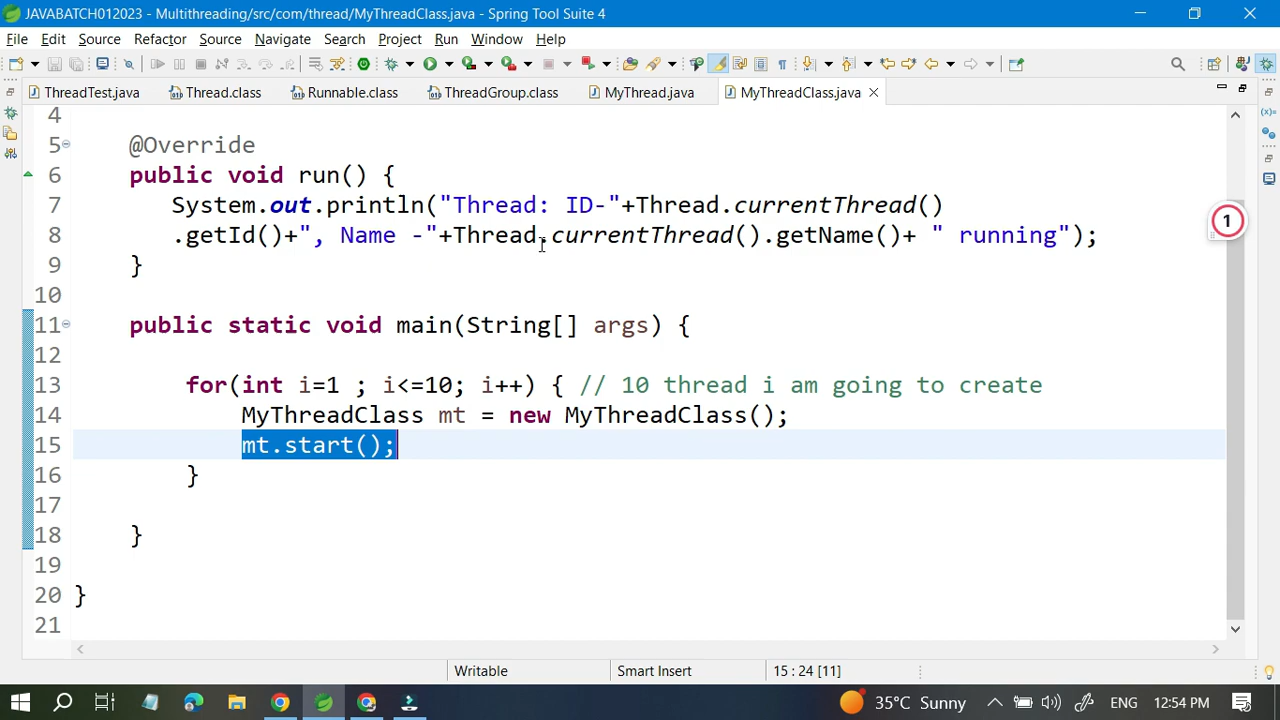 JAVABATCH012023 - Multithreading/src/com/thread/MyThreadClass.java - Spring Tool Suite 4
File Edit Source Refactor Source Navigate Search Project Run Window Help
ThreadTest.java Thread.class Runnable.class ThreadGroup.class MyThread.java MyThreadClass.java
4
5 @Override
6 public void run() {
7 System.out.println("Thread: ID-"+Thread.currentThread()
8 .getId()+", Name -"+Thread.currentThread().getName()+ " running");
1
9 }
10
11 public static void main(String[] args) {
12
13 for(int i=1 ; i<=10; i++) { // 10 thread i am going to create
14 MyThreadClass mt = new MyThreadClass();
15 mt.start();
16 }
17
18 }
19
20 }
21
Writable Smart Insert 15 : 24 [11]
35°C Sunny ENG 12:54 PM